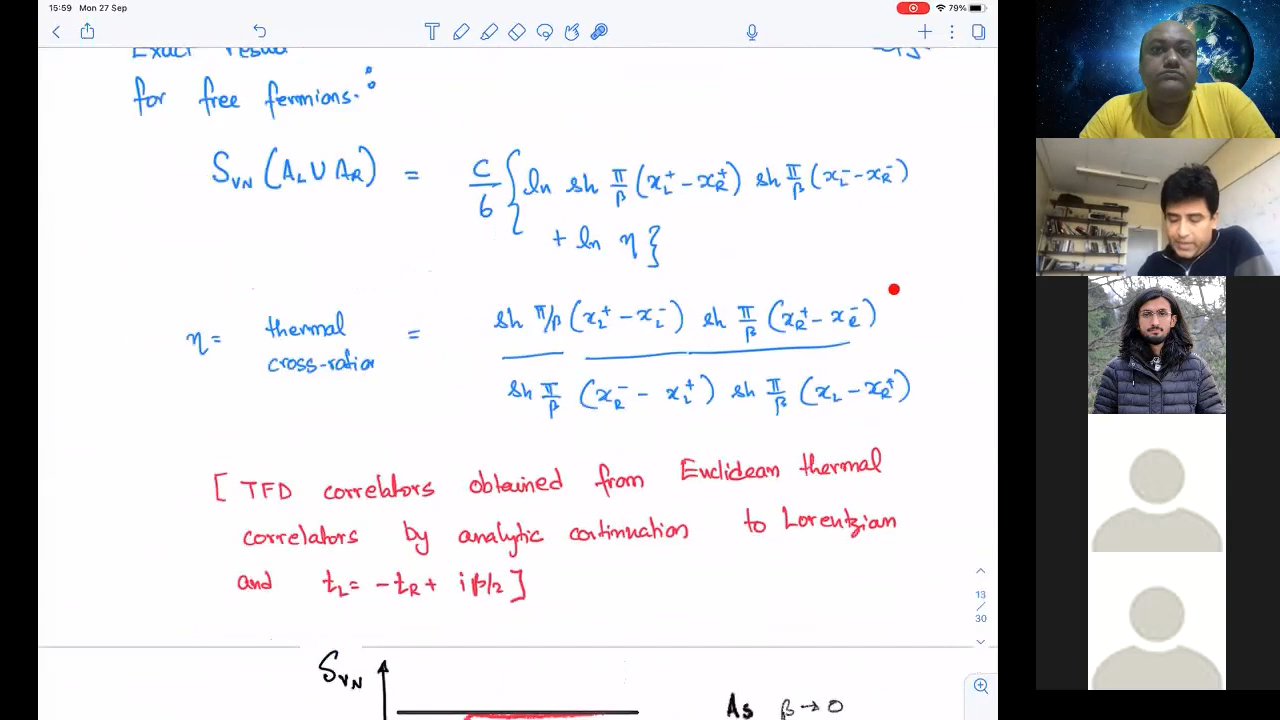 15:59 Mon 27 Sep
79%
Exact result
for free fermions:
S_VN (A_L ∪ A_R) = c/6 { ln sh π/β (x_L^+ − x_R^+) sh π/β (x_L^- − x_R^-)
+ ln η }
η = thermal cross-ratio = sh π/β (x_L^+ − x_L^-) sh π/β (x_R^+ − x_R^-)
sh π/β (x_R^- − x_L^+) sh π/β (x_L^- − x_R^+)
[ TFD correlators obtained from Euclidean thermal
correlators by analytic continuation to Lorentzian
and t_L = −t_R + iβ/2 ]
13
/
30
S_VN
As β → 0